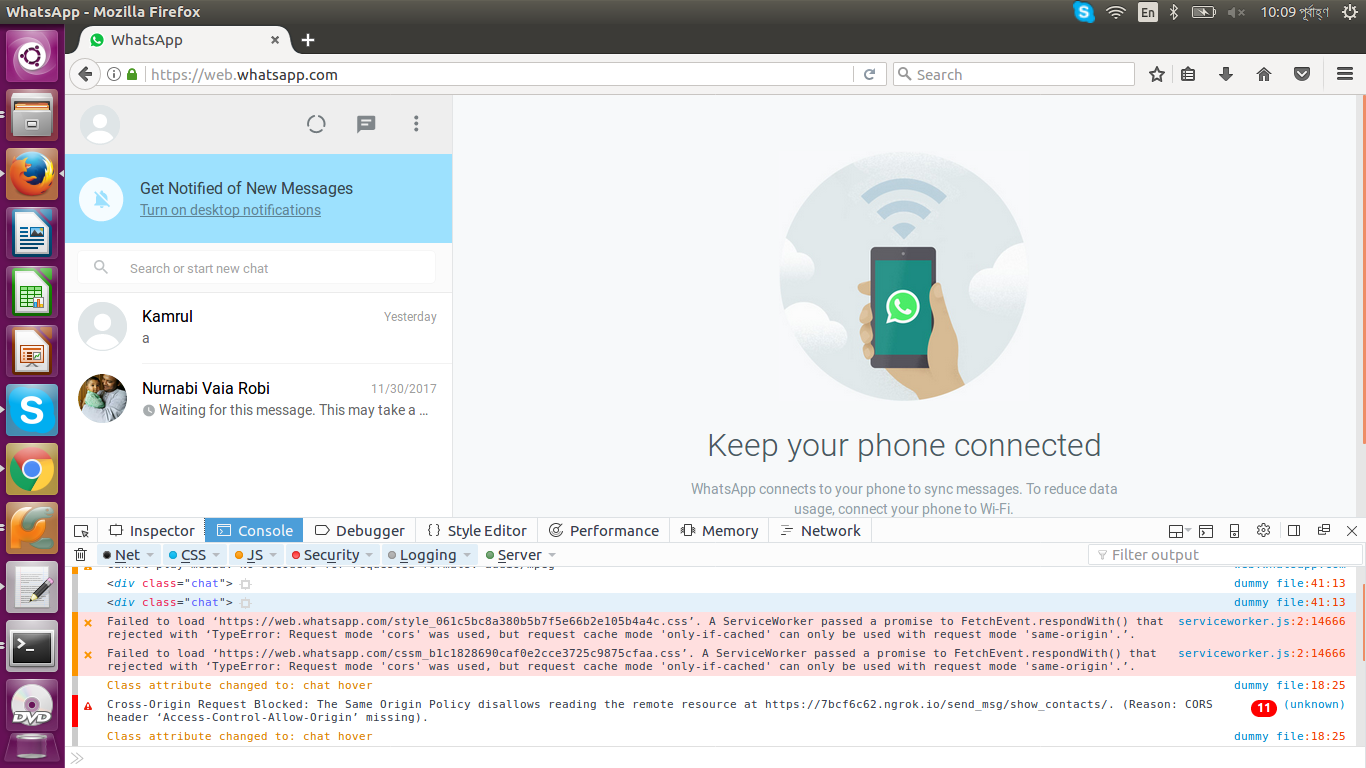 WhatsApp - Mozilla Firefox
En
10:09 পূর্বাহ্ণ
WhatsApp
https://web.whatsapp.com
Search
Get Notified of New Messages
Turn on desktop notifications
Search or start new chat
Kamrul
Yesterday
a
Nurnabi Vaia Robi
11/30/2017
Waiting for this message. This may take a ...
Keep your phone connected
WhatsApp connects to your phone to sync messages. To reduce data
usage, connect your phone to Wi-Fi.
Inspector
Console
Debugger
{ } Style Editor
Performance
Memory
Network
Net
CSS
JS
Security
Logging
Server
Filter output
<div class="chat">
dummy file:41:13
<div class="chat">
dummy file:41:13
Failed to load ‘https://web.whatsapp.com/style_061c5bc8a380b5b7f5e66b2e105b4a4c.css’. A ServiceWorker passed a promise to FetchEvent.respondWith() that
serviceworker.js:2:14666
rejected with ‘TypeError: Request mode 'cors' was used, but request cache mode 'only-if-cached' can only be used with request mode 'same-origin'.’.
Failed to load ‘https://web.whatsapp.com/cssm_b1c1828690caf0e2cce3725c9875cfaa.css’. A ServiceWorker passed a promise to FetchEvent.respondWith() that
serviceworker.js:2:14666
rejected with ‘TypeError: Request mode 'cors' was used, but request cache mode 'only-if-cached' can only be used with request mode 'same-origin'.’.
Class attribute changed to: chat hover
dummy file:18:25
Cross-Origin Request Blocked: The Same Origin Policy disallows reading the remote resource at https://7bcf6c62.ngrok.io/send_msg/show_contacts/. (Reason: CORS
header ‘Access-Control-Allow-Origin’ missing).
11
(unknown)
Class attribute changed to: chat hover
dummy file:18:25
DVD